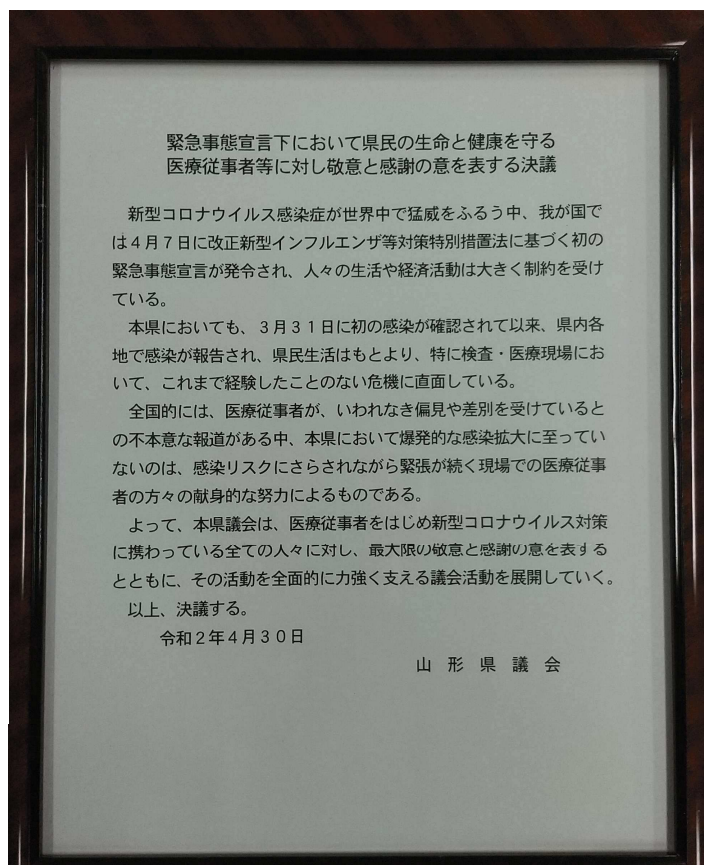 緊急事態宣言下において県民の生命と健康を守る
医療従事者等に対し敬意と感謝の意を表する決議
新型コロナウイルス感染症が世界中で猛威をふるう中、我が国で
は４月７日に改正新型インフルエンザ等対策特別措置法に基づく初の
緊急事態宣言が発令され、人々の生活や経済活動は大きく制約を受け
ている。
本県においても、３月３１日に初の感染が確認されて以来、県内各
地で感染が報告され、県民生活はもとより、特に検査・医療現場にお
いて、これまで経験したことのない危機に直面している。
全国的には、医療従事者が、いわれなき偏見や差別を受けていると
の不本意な報道がある中、本県において爆発的な感染拡大に至ってい
ないのは、感染リスクにさらされながら緊張が続く現場での医療従事
者の方々の献身的な努力によるものである。
よって、本県議会は、医療従事者をはじめ新型コロナウイルス対策
に携わっている全ての人々に対し、最大限の敬意と感謝の意を表する
とともに、その活動を全面的に力強く支える議会活動を展開していく。
以上、決議する。
令和２年４月３０日
山形県議会